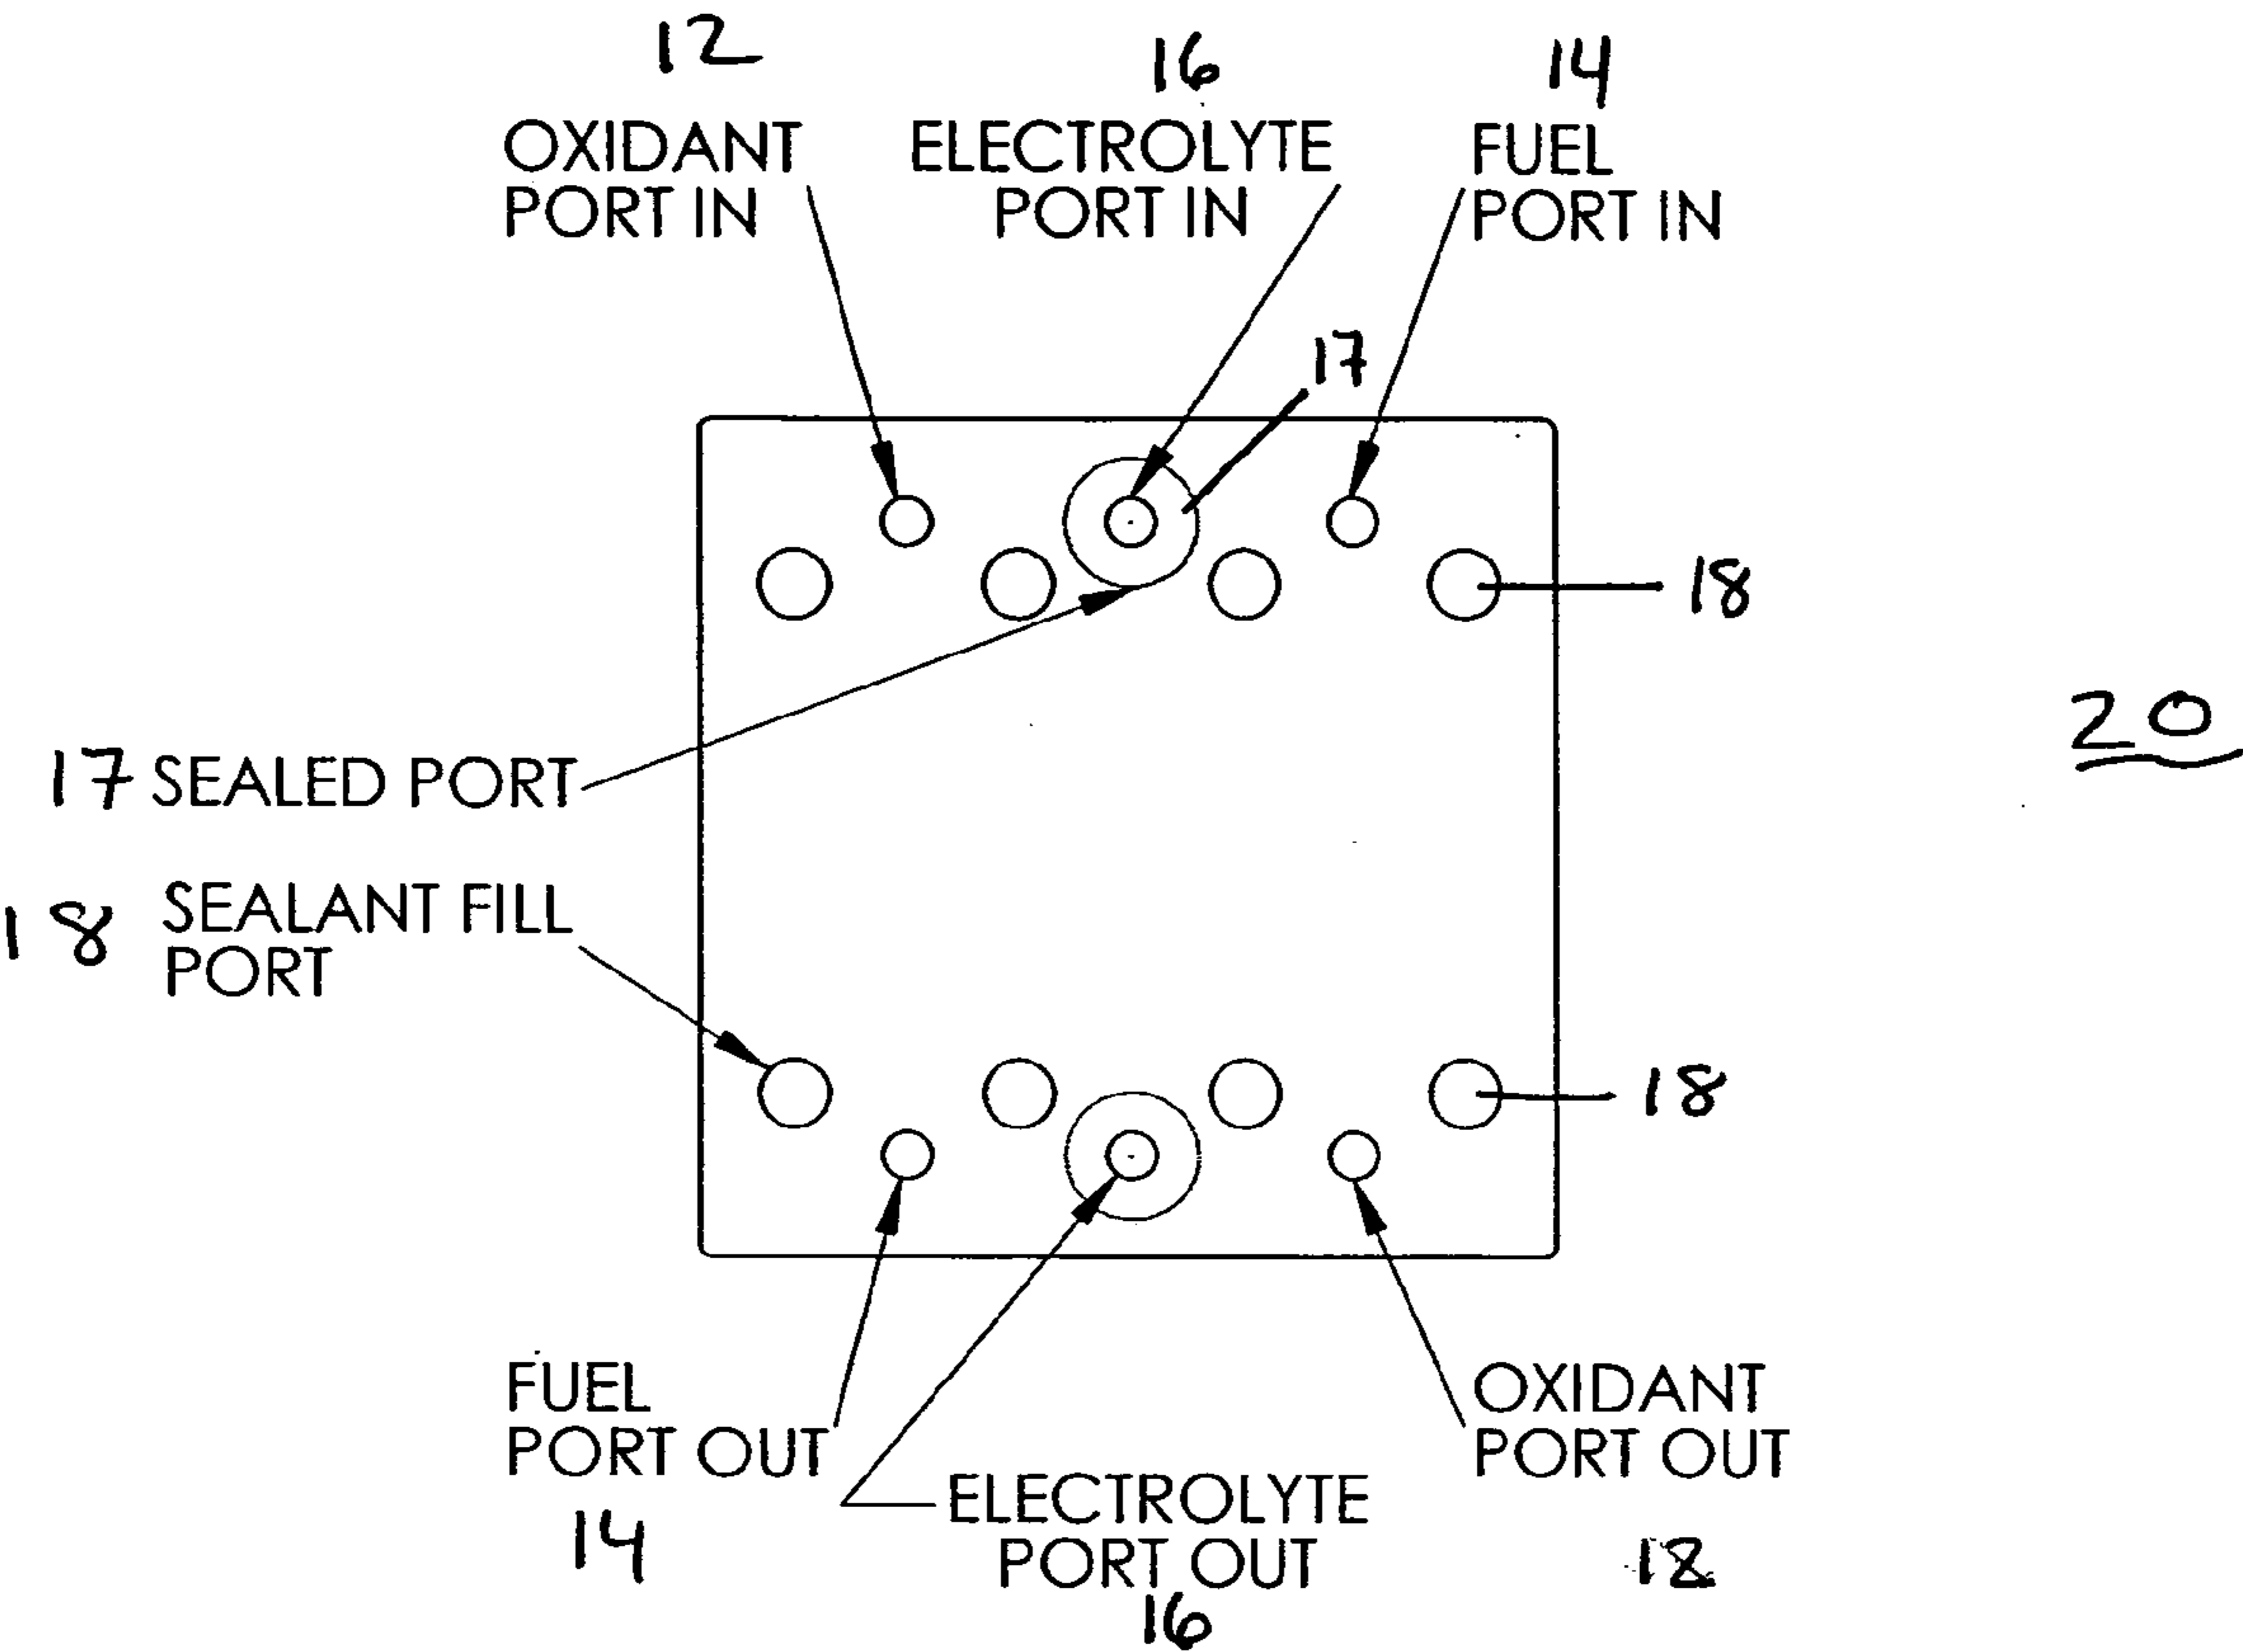 12
16
14
OXIDANT
PORT IN
ELECTROLYTE
PORT IN
FUEL
PORT IN
17
18
20
17 SEALED PORT
18 SEALANT FILL
PORT
18
FUEL
PORT OUT
14
ELECTROLYTE
PORT OUT
16
OXIDANT
PORT OUT
12